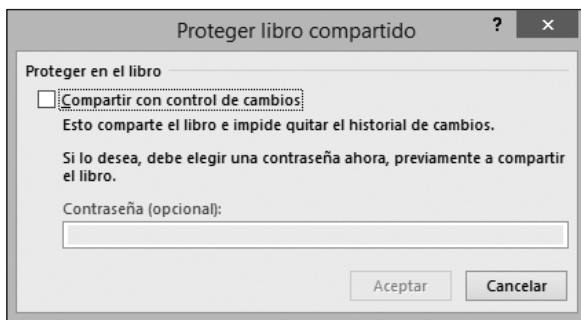 Proteger libro compartido
?
×
Proteger en el libro
Compartir con control de cambios
Esto comparte el libro e impide quitar el historial de cambios.
Si lo desea, debe elegir una contraseña ahora, previamente a compartir
el libro.
Contraseña (opcional):
Aceptar
Cancelar